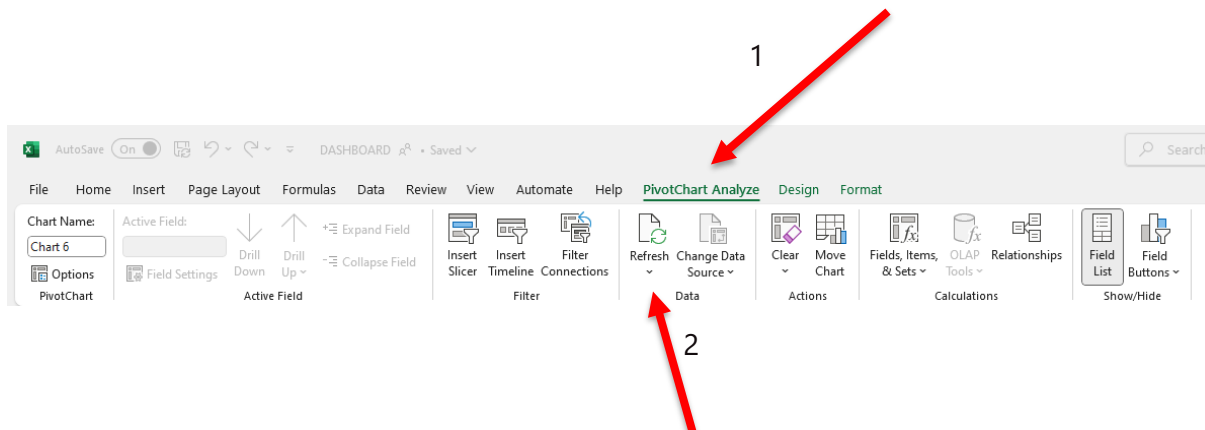 1
AutoSave On DASHBOARD • Saved Search
File Home Insert Page Layout Formulas Data Review View Automate Help PivotChart Analyze Design Format
Chart Name:
Chart 6
Options
PivotChart
Active Field:
Field Settings
Drill Down
Drill Up
Expand Field
Collapse Field
Active Field
Insert Slicer
Insert Timeline
Filter Connections
Filter
Refresh
Change Data Source
Data
Clear
Move Chart
Actions
Fields, Items, & Sets
OLAP Tools
Relationships
Calculations
Field List
Field Buttons
Show/Hide
2